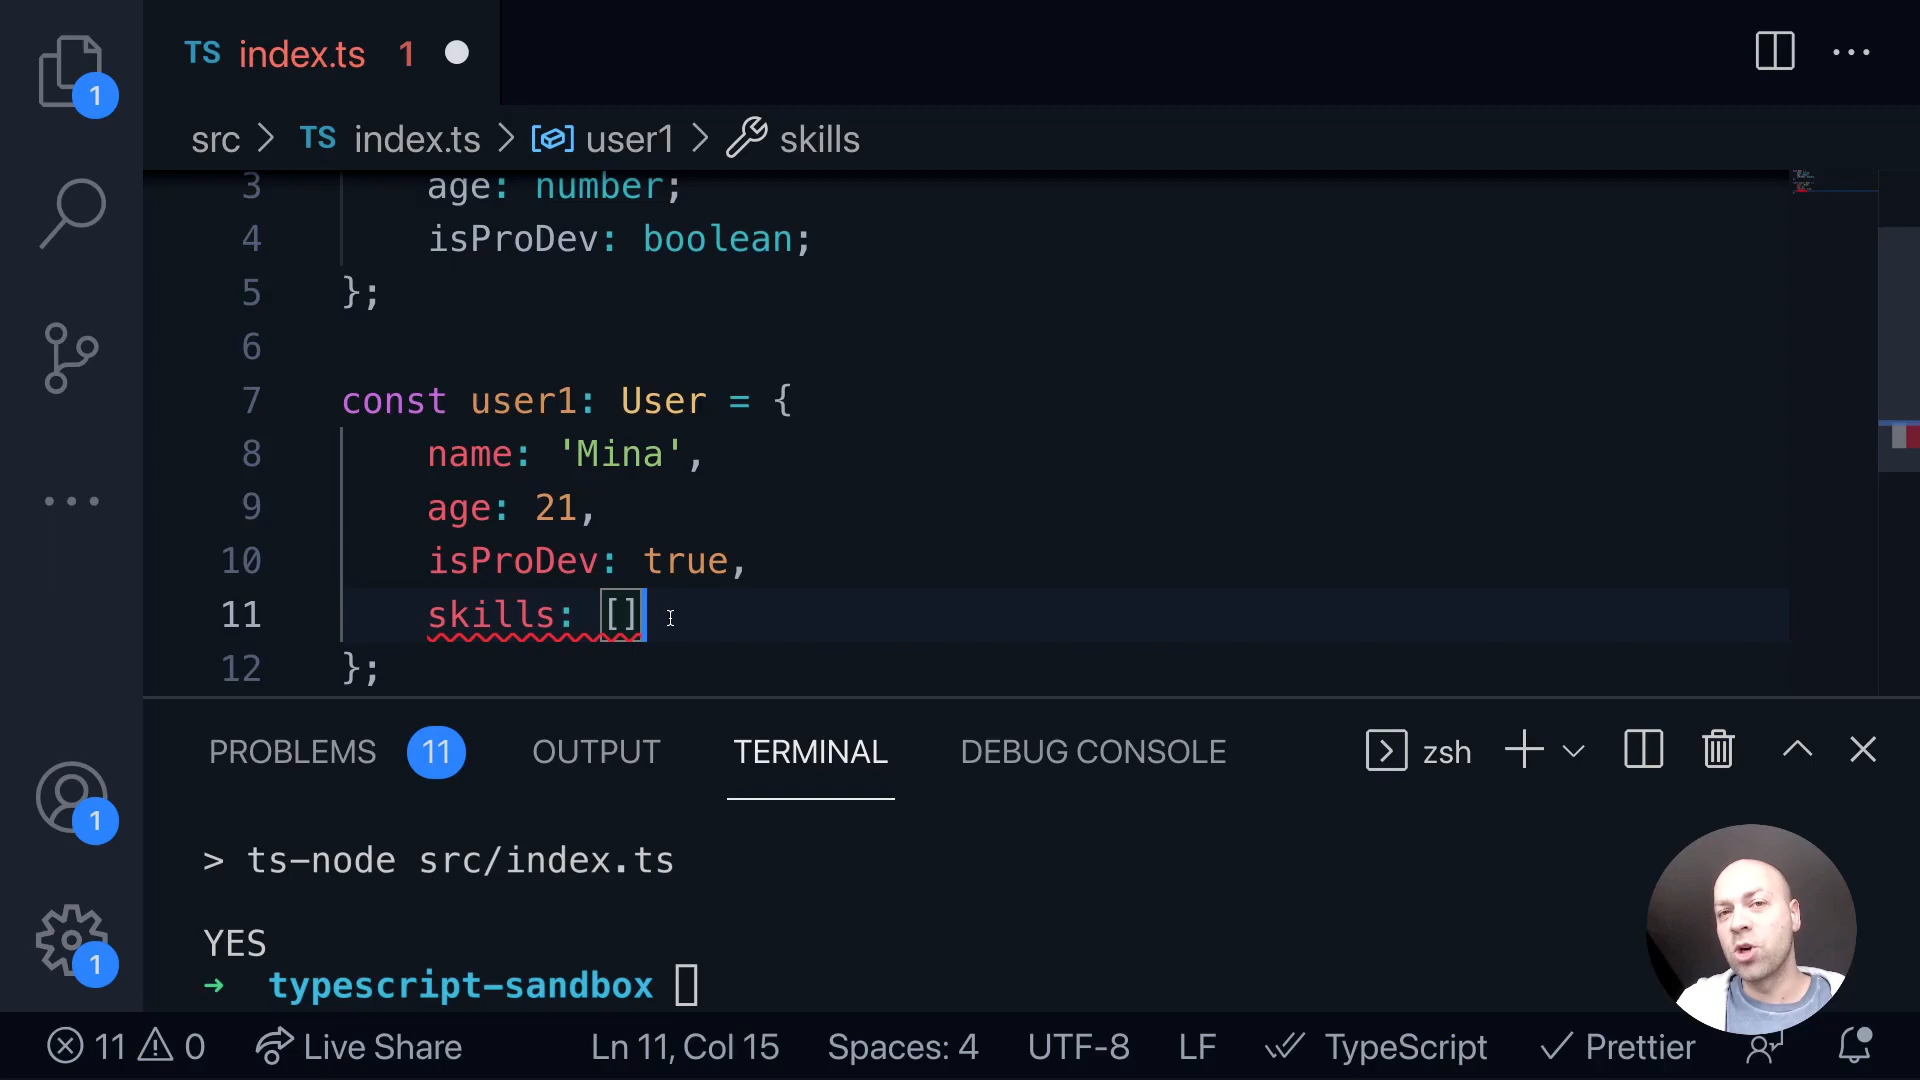 1
TS index.ts 1
src > TS index.ts > user1 > skills
3 age: number;
4 isProDev: boolean;
5 };
6
7 const user1: User = {
8 name: 'Mina',
9 age: 21,
10 isProDev: true,
11 skills: []
12 };
PROBLEMS 11 OUTPUT TERMINAL DEBUG CONSOLE zsh
> ts-node src/index.ts
YES
➜ typescript-sandbox
1
1
11 0 Live Share Ln 11, Col 15 Spaces: 4 UTF-8 LF TypeScript Prettier